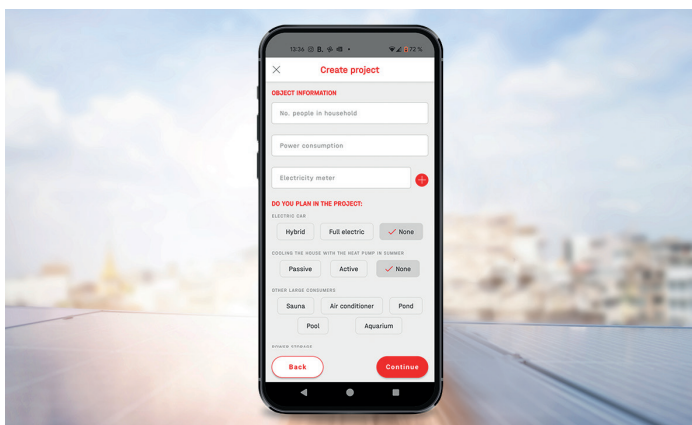 13:34 B. 72 %
Create project
OBJECT INFORMATION
No. people in household
Power consumption
Electricity meter
DO YOU PLAN IN THE PROJECT:
ELECTRIC CAR
Hybrid Full electric None
COOLING THE HOUSE WITH THE HEAT PUMP IN SUMMER
Passive Active None
OTHER LARGE CONSUMERS
Sauna Air conditioner Pond
Pool Aquarium
Back Continue